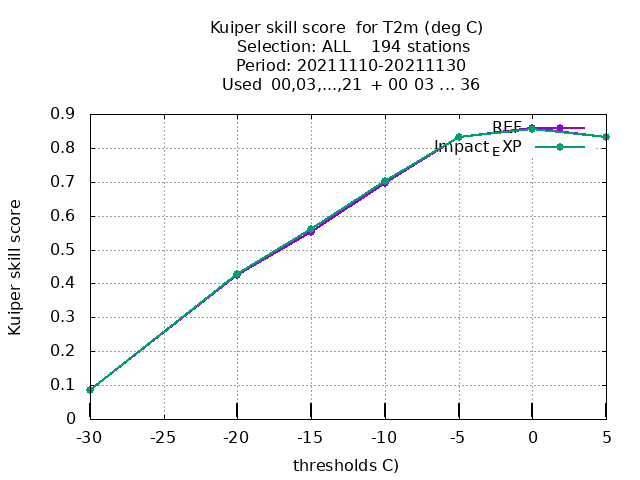 Kuiper skill score for T2m (deg C)
Selection: ALL 194 stations
Period: 20211110-20211130
Used 00,03,...,21 + 00 03 ... 36
REF
Impact_EXP
Kuiper skill score
0.9
0.8
0.7
0.6
0.5
0.4
0.3
0.2
0.1
0
-30 -25 -20 -15 -10 -5 0 5
thresholds C)